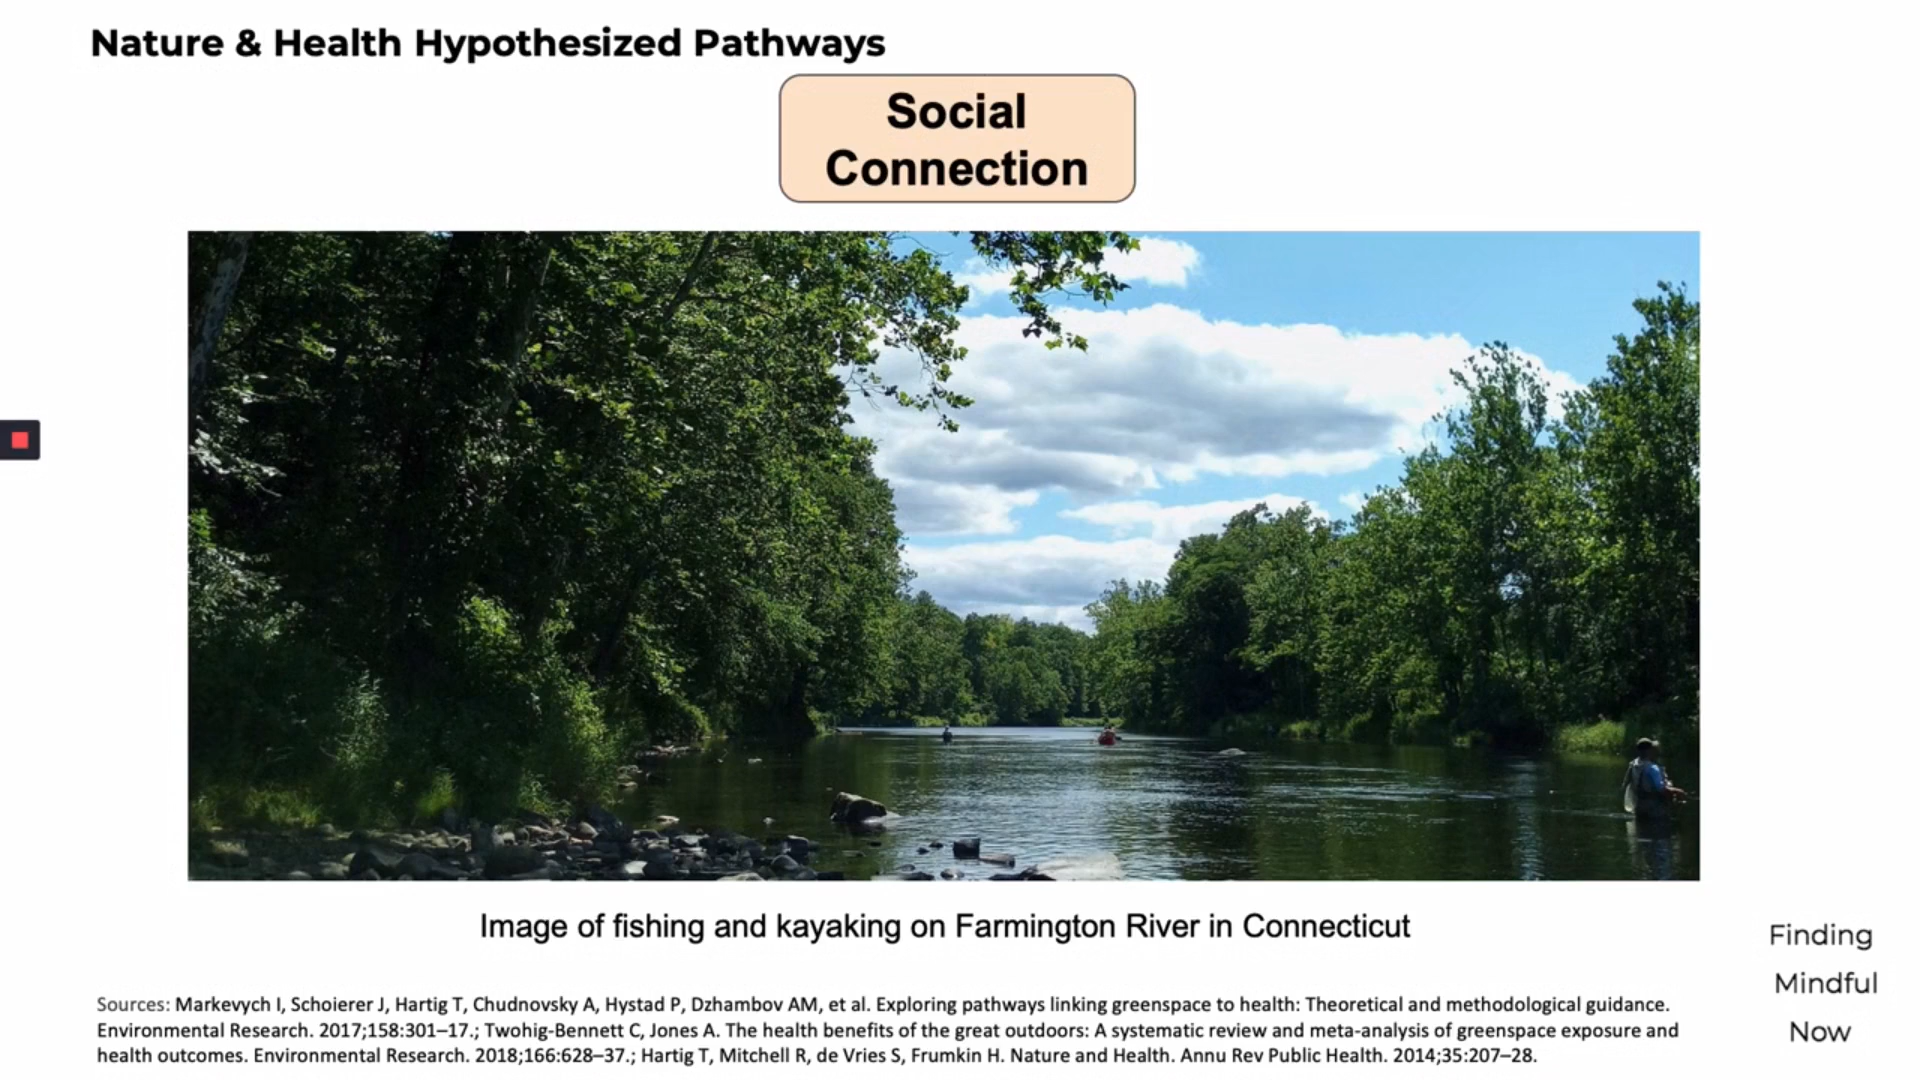 Nature & Health Hypothesized Pathways
Social
Connection
Image of fishing and kayaking on Farmington River in Connecticut
Finding
Mindful
Now
Sources: Markevych I, Schoierer J, Hartig T, Chudnovsky A, Hystad P, Dzhambov AM, et al. Exploring pathways linking greenspace to health: Theoretical and methodological guidance.
Environmental Research. 2017;158:301–17.; Twohig-Bennett C, Jones A. The health benefits of the great outdoors: A systematic review and meta-analysis of greenspace exposure and
health outcomes. Environmental Research. 2018;166:628–37.; Hartig T, Mitchell R, de Vries S, Frumkin H. Nature and Health. Annu Rev Public Health. 2014;35:207–28.